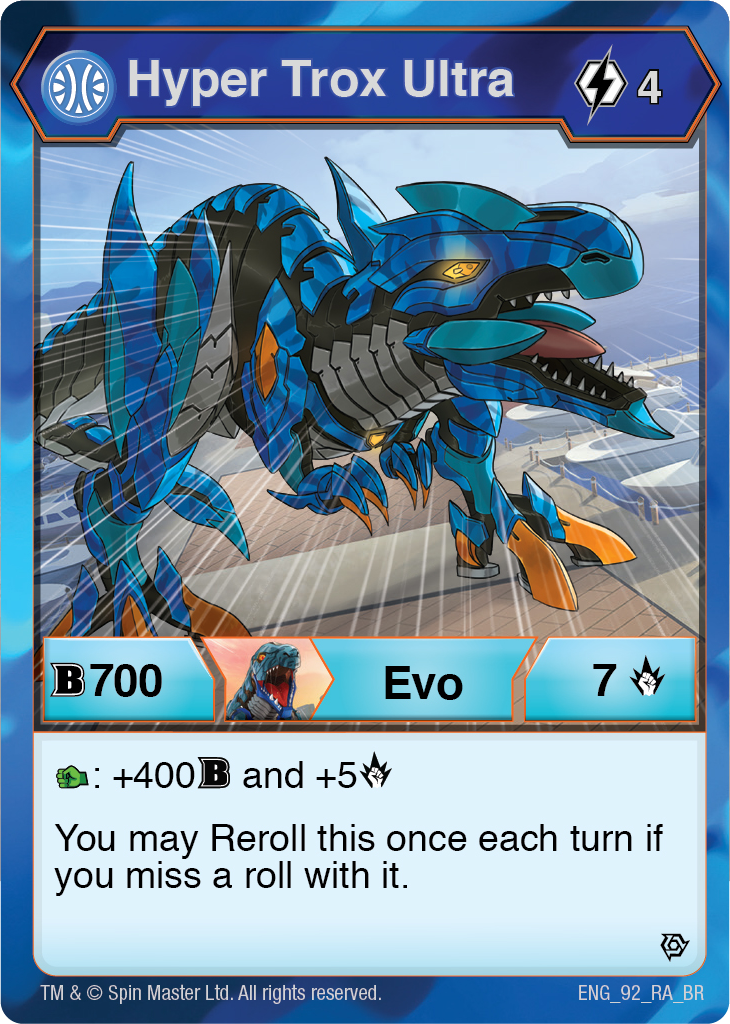 Hyper Trox Ultra 4
B 700 Evo 7
: +400B and +5
You may Reroll this once each turn if
you miss a roll with it.
TM & © Spin Master Ltd. All rights reserved. ENG_92_RA_BR